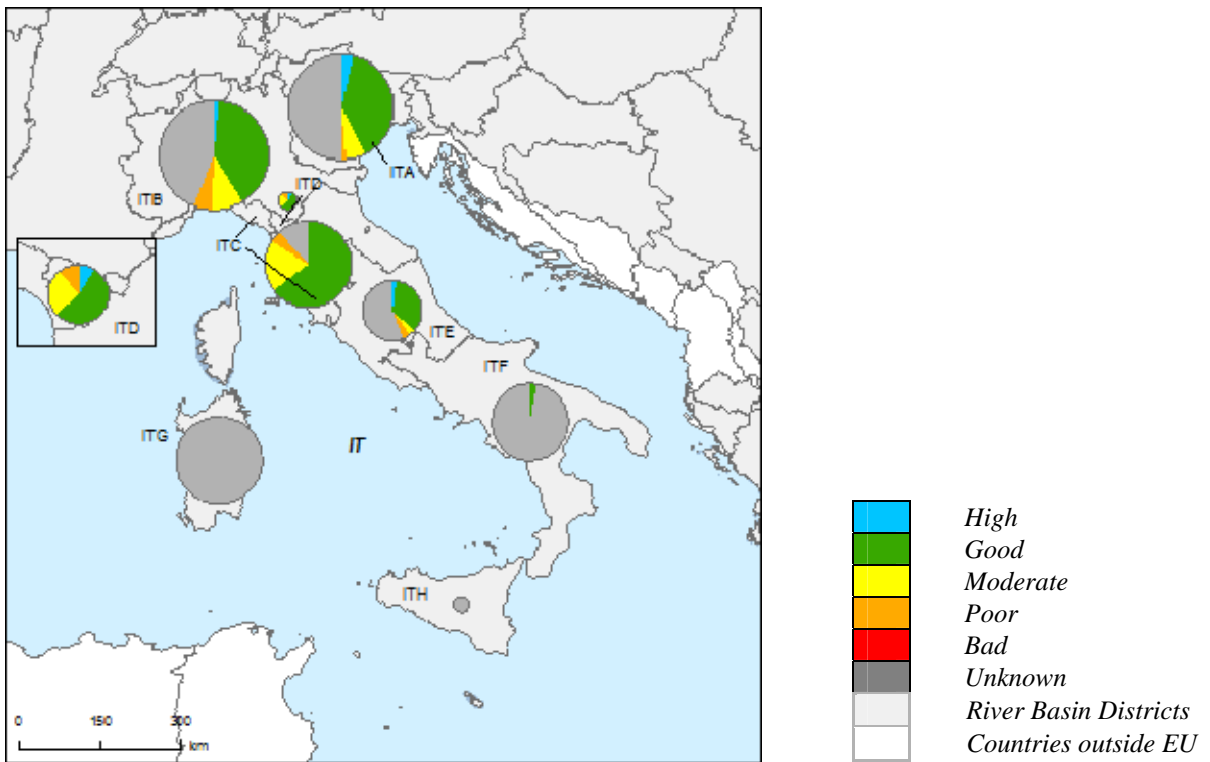 ITA
ITD
ITB
ITC
ITD
ITE
ITF
ITG
IT
ITH
0 150 300
km
High
Good
Moderate
Poor
Bad
Unknown
River Basin Districts
Countries outside EU